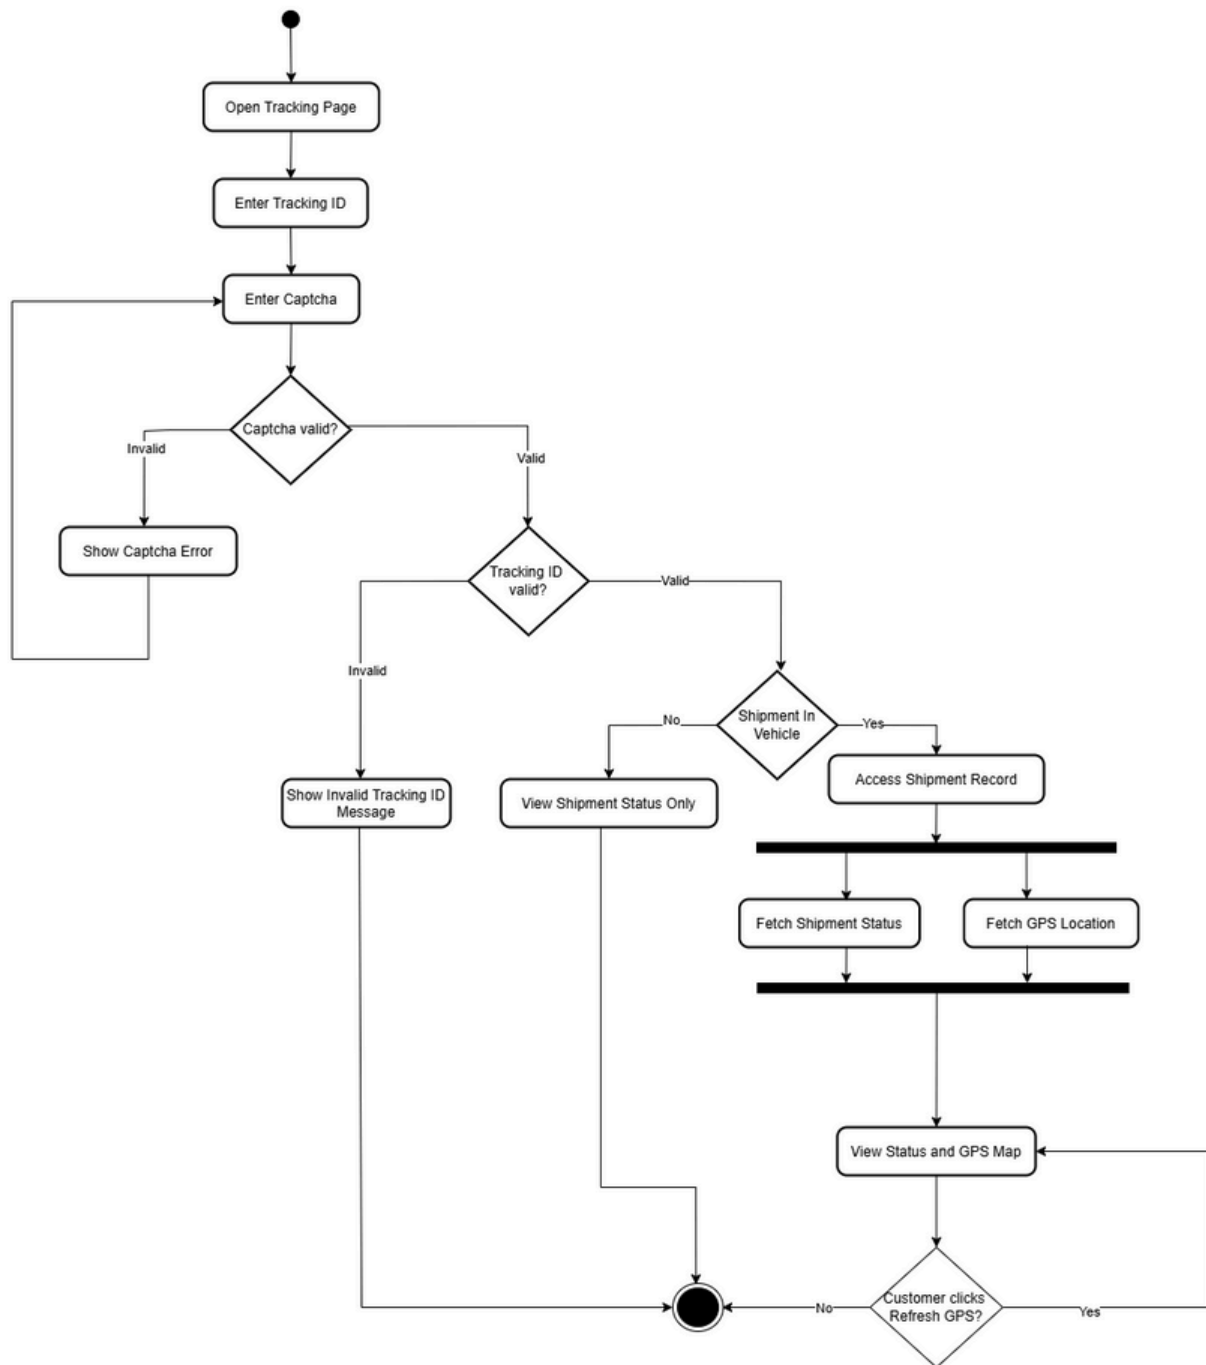 Open Tracking Page
Enter Tracking ID
Enter Captcha
Captcha valid?
Invalid
Valid
Show Captcha Error
Tracking ID
valid?
Valid
Invalid
Shipment In
Vehicle
No
Yes
Show Invalid Tracking ID
Message
View Shipment Status Only
Access Shipment Record
Fetch Shipment Status
Fetch GPS Location
View Status and GPS Map
Customer clicks
Refresh GPS?
No
Yes